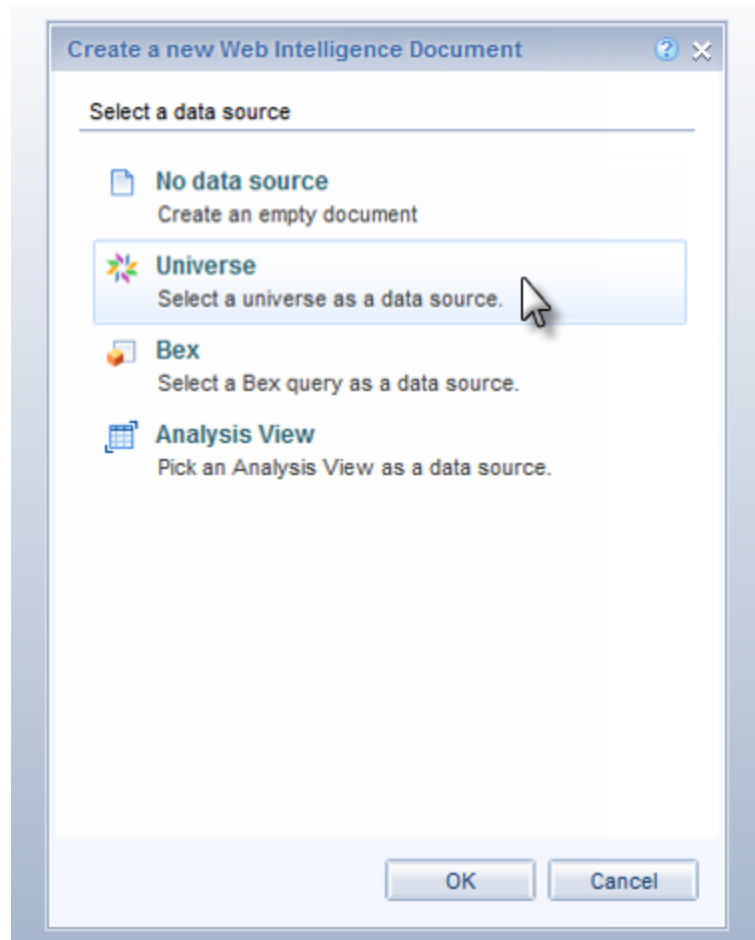 Create a new Web Intelligence Document
Select a data source
No data source
Create an empty document
Universe
Select a universe as a data source.
Bex
Select a Bex query as a data source.
Analysis View
Pick an Analysis View as a data source.
OK
Cancel